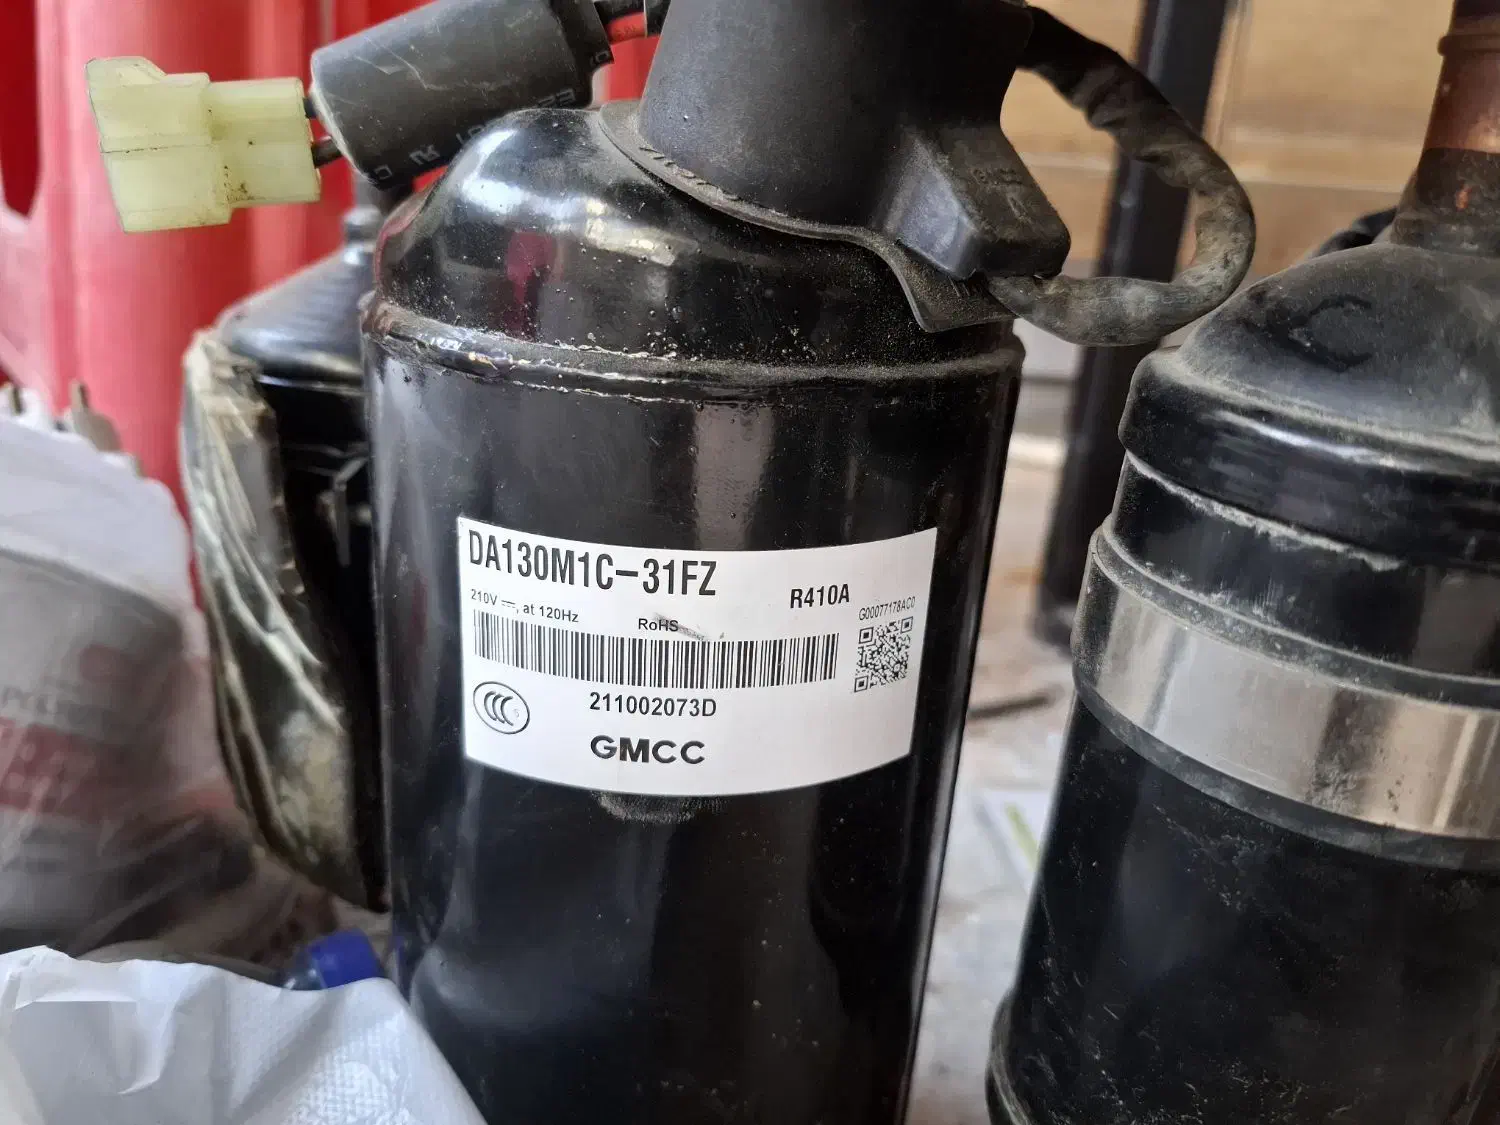 DA130M1C-31FZ
R410A
210V ⎓, at 120Hz
RoHS
G00077178AC0
211002073D
GMCC